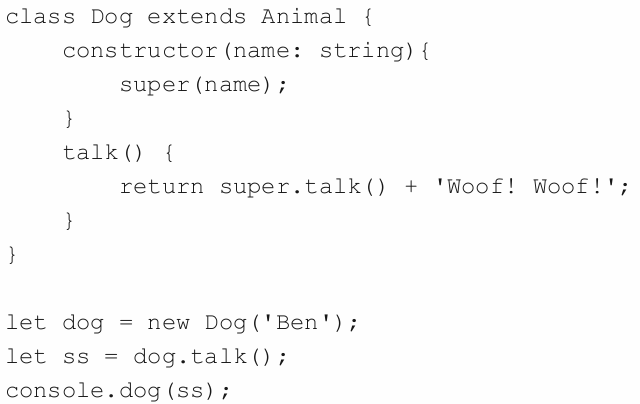 class Dog extends Animal {
    constructor(name: string){
        super(name);
    }
    talk() {
        return super.talk() + 'Woof! Woof!';
    }
}

let dog = new Dog('Ben');
let ss = dog.talk();
console.dog(ss);